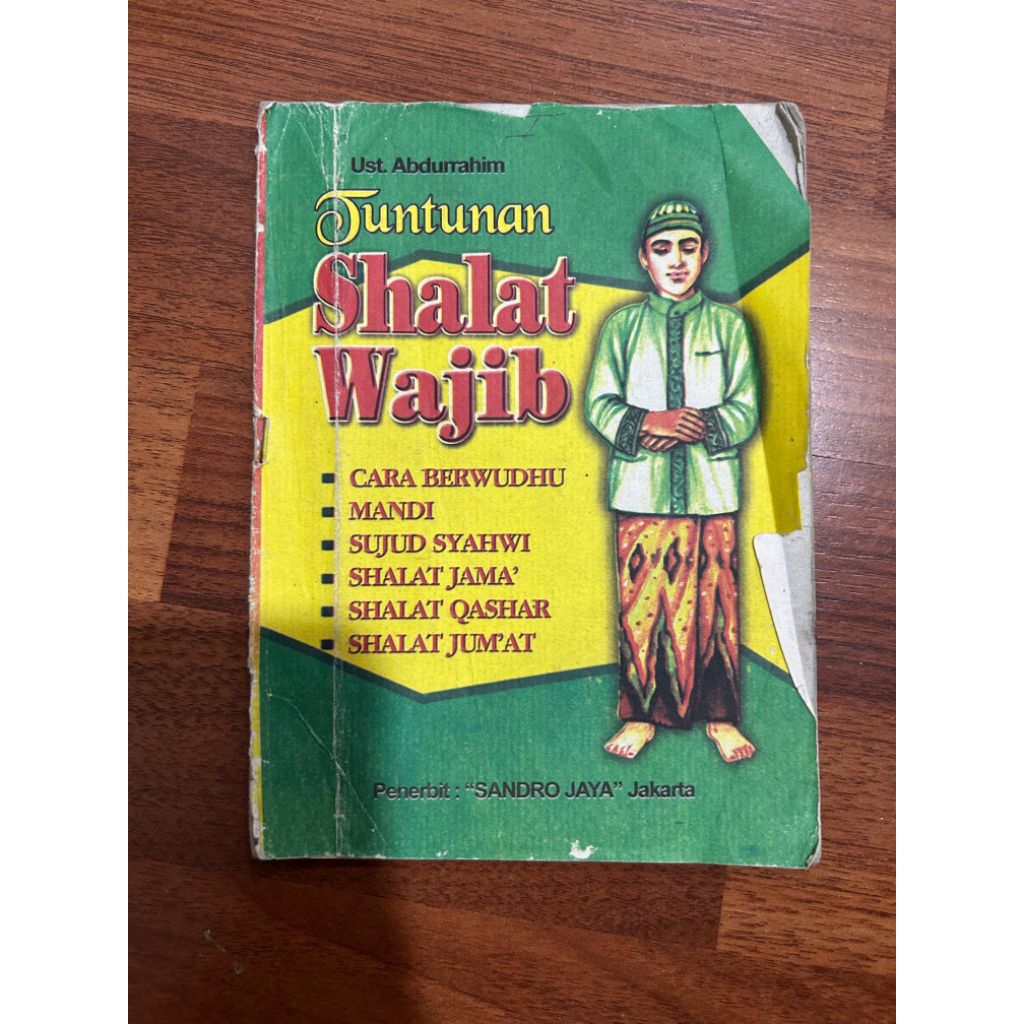 Ust. Abdurrahim
Tuntunan
Shalat
Wajib
▪ CARA BERWUDHU
▪ MANDI
▪ SUJUD SYAHWI
▪ SHALAT JAMA'
▪ SHALAT QASHAR
▪ SHALAT JUM'AT
Penerbit : “SANDRO JAYA” Jakarta